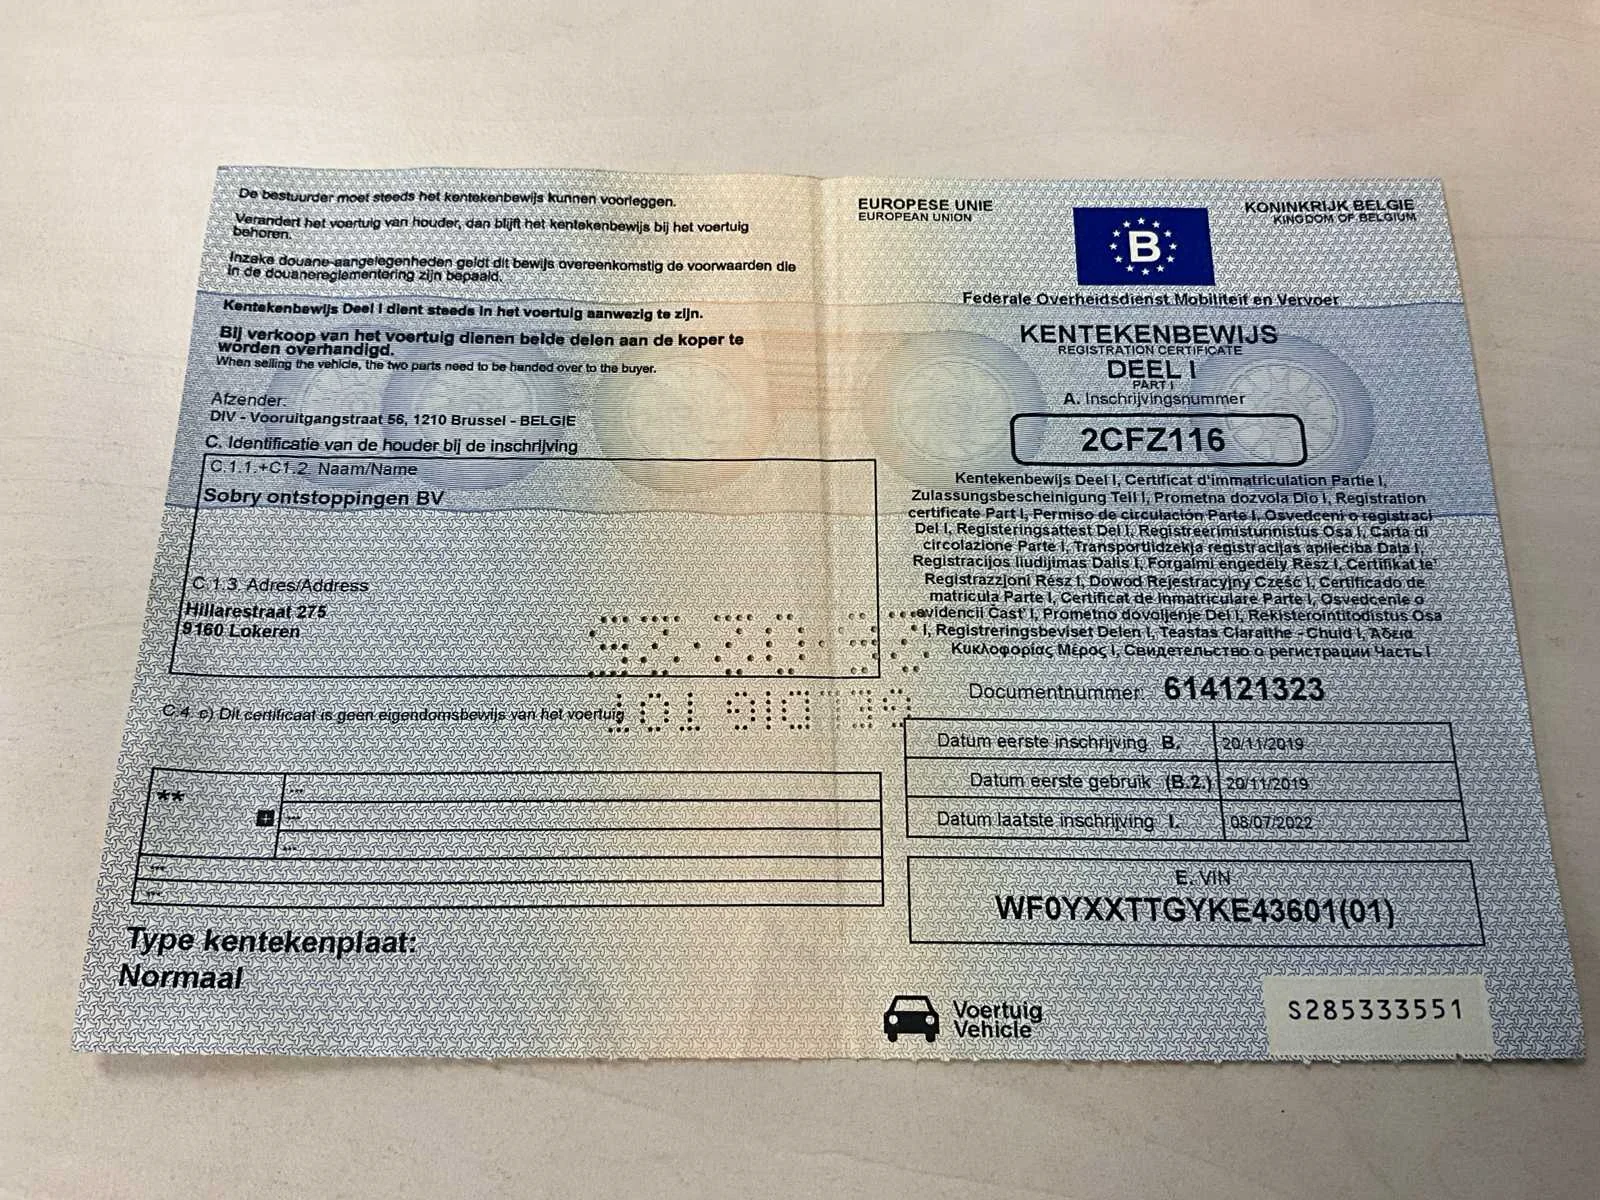 De bestuurder moet steeds het kentekenbewijs kunnen voorleggen.
Verandert het voertuig van houder, dan blijft het kentekenbewijs bij het voertuig
behoren.
Inzake douane-aangelegenheden geldt dit bewijs overeenkomstig de voorwaarden die
in de douanereglementering zijn bepaald.
Kentekenbewijs Deel I dient steeds in het voertuig aanwezig te zijn.
Bij verkoop van het voertuig dienen beide delen aan de koper te
worden overhandigd.
When selling the vehicle, the two parts need to be handed over to the buyer.
Afzender:
DIV - Vooruitgangstraat 56, 1210 Brussel - BELGIE
C. Identificatie van de houder bij de inschrijving
C.1.1.+C1.2 Naam/Name
Sobry ontstoppingen BV
C.1.3. Adres/Address
Hillarestraat 275
9160 Lokeren
C.4. c) Dit certificaat is geen eigendomsbewijs van het voertuig
**
+
---
---
---
---
---
Type kentekenplaat:
Normaal
EUROPESE UNIE
EUROPEAN UNION
B
KONINKRIJK BELGIE
KINGDOM OF BELGIUM
Federale Overheidsdienst Mobiliteit en Vervoer
KENTEKENBEWIJS
REGISTRATION CERTIFICATE
DEEL I
PART I
A. Inschrijvingsnummer
2CFZ116
Kentekenbewijs Deel I, Certificat d'immatriculation Partie I,
Zulassungsbescheinigung Teil I, Prometna dozvola Dio I, Registration
certificate Part I, Permiso de circulación Parte I, Osvedceni o registraci
Del I, Registeringsattest Del I, Registreerimistunnistus Osa I, Carta di
circolazione Parte I, Transportlidzekja registracijas aplieciba Data I,
Registracijos liudijimas Dalis I, Forgalmi engedély Rész I, Certifikat te'
Registrazzjoni Rész I, Dowod Rejestracyjny Część I, Certificado de
matricula Parte I, Certificat de Inmatriculare Parte I, Osvedcenie o
evidencii Cast' I, Prometno dovoljenje Del I, Rekisterointitodistus Osa
I, Registreringsbeviset Delen I, Teastas Claraithe - Chuid I, Άδεια
Κυκλοφορίας Μέρος I, Свидетельство о регистрации Часть I
Documentnummer: 614121323
Datum eerste inschrijving B. 20/11/2019
Datum eerste gebruik (B.2.) 20/11/2019
Datum laatste inschrijving I. 08/07/2022
E. VIN
WF0YXXTTGYKE43601(01)
Voertuig
Vehicle
S285333551